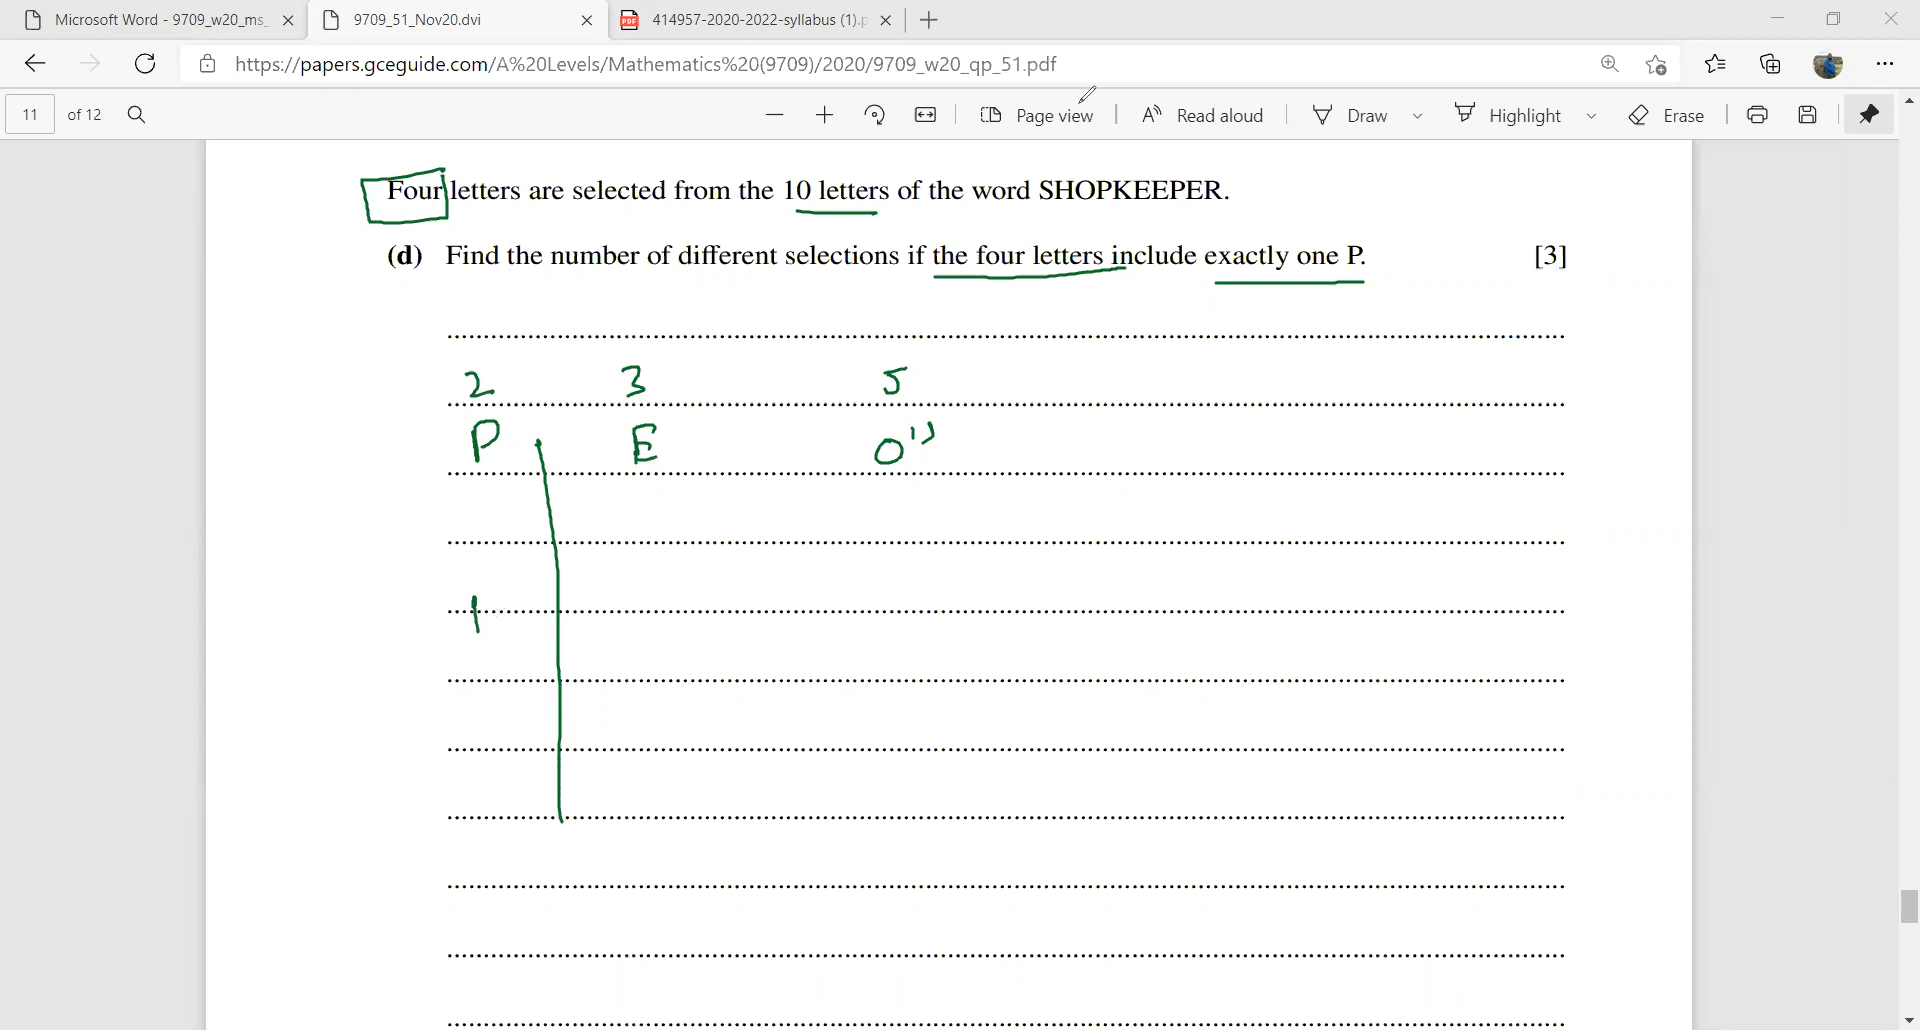 Microsoft Word - 9709_w20_ms_
9709_51_Nov20.dvi
414957-2020-2022-syllabus (1).p
https://papers.gceguide.com/A%20Levels/Mathematics%20(9709)/2020/9709_w20_qp_51.pdf
11 of 12
Page view
Read aloud
Draw
Highlight
Erase
Four letters are selected from the 10 letters of the word SHOPKEEPER.
(d) Find the number of different selections if the four letters include exactly one P. [3]
2 3 5
P E
1